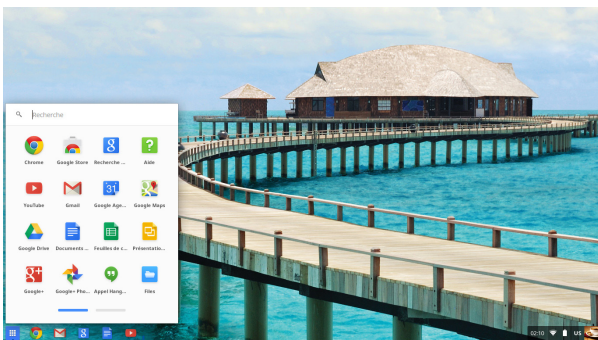 Recherche
Chrome
Google Store
Recherche ...
Aide
YouTube
Gmail
Google Age...
Google Maps
Google Drive
Documents ...
Feuilles de c...
Présentatio...
Google+
Google+ Pho...
Appel Hang...
Files
02:10
US